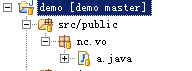 demo [demo master]
src/public
nc.vo
a.java